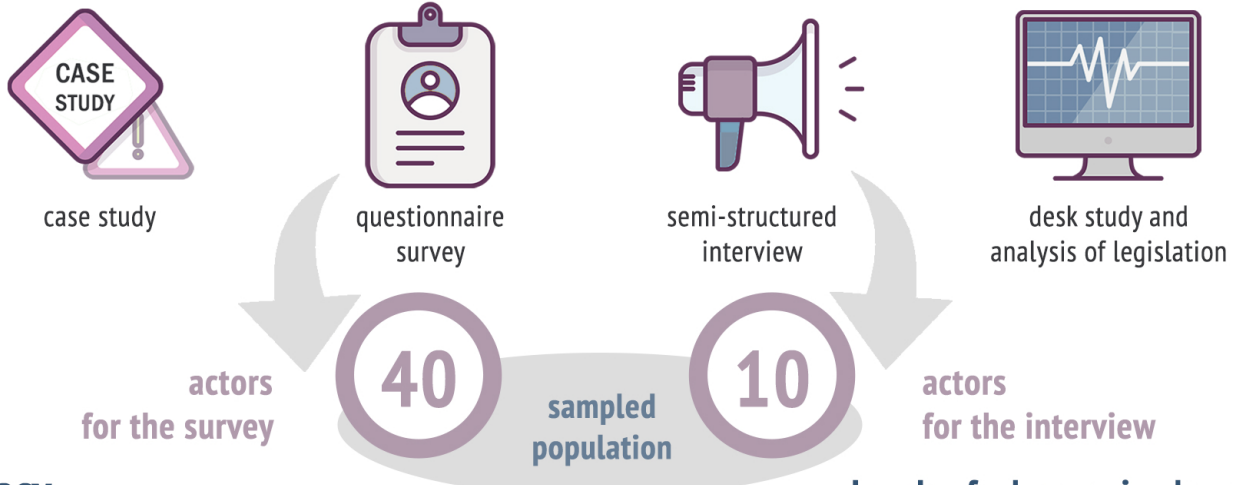 CASE
STUDY
case study
questionnaire
survey
semi-structured
interview
desk study and
analysis of legislation
40
10
actors
for the survey
sampled
population
actors
for the interview